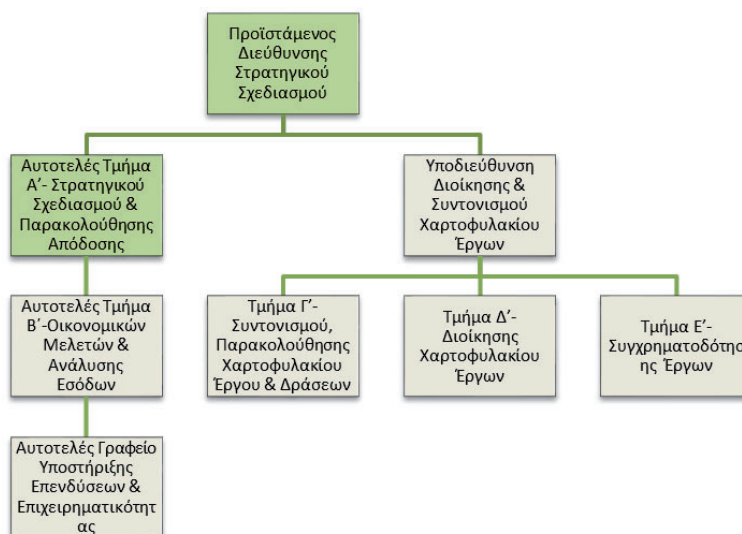 Προϊστάμενος
Διεύθυνσης
Στρατηγικού
Σχεδιασμού
Αυτοτελές Τμήμα
Α′- Στρατηγικού
Σχεδιασμού &
Παρακολούθησης
Απόδοσης
Υποδιεύθυνση
Διοίκησης &
Συντονισμού
Χαρτοφυλακίου
Έργων
Αυτοτελές Τμήμα
Β΄-Οικονομικών
Μελετών &
Ανάλυσης
Εσόδων
Τμήμα Γ′-
Συντονισμού,
Παρακολούθησης
Χαρτοφυλακίου
Έργου & Δράσεων
Τμήμα Δ′-
Διοίκησης
Χαρτοφυλακίου
Έργων
Τμήμα Ε′-
Συγχρηματοδότησ
ης Έργων
Αυτοτελές Γραφείο
Υποστήριξης
Επενδύσεων &
Επιχειρηματικότητ
ας